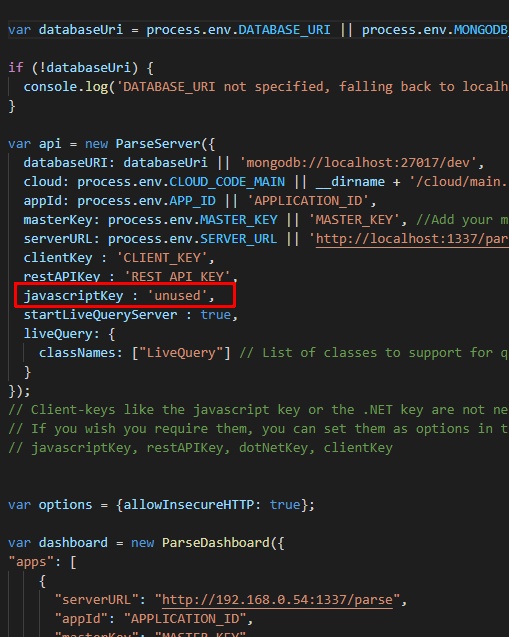 var databaseUri = process.env.DATABASE_URI || process.env.MONGODB_
if (!databaseUri) {
console.log('DATABASE_URI not specified, falling back to localh
}
var api = new ParseServer({
databaseURI: databaseUri || 'mongodb://localhost:27017/dev',
cloud: process.env.CLOUD_CODE_MAIN || __dirname + '/cloud/main.
appId: process.env.APP_ID || 'APPLICATION_ID',
masterKey: process.env.MASTER_KEY || 'MASTER_KEY', //Add your m
serverURL: process.env.SERVER_URL || 'http://localhost:1337/par
clientKey : 'CLIENT_KEY',
restAPIKey : 'REST_API_KEY',
javascriptKey : 'unused',
startLiveQueryServer : true,
liveQuery: {
classNames: ["LiveQuery"] // List of classes to support for q
}
});
// Client-keys like the javascript key or the .NET key are not ne
// If you wish you require them, you can set them as options in t
// javascriptKey, restAPIKey, dotNetKey, clientKey
var options = {allowInsecureHTTP: true};
var dashboard = new ParseDashboard({
"apps": [
{
"serverURL": "http://192.168.0.54:1337/parse",
"appId": "APPLICATION_ID",
"masterKey": "MASTER_KEY"